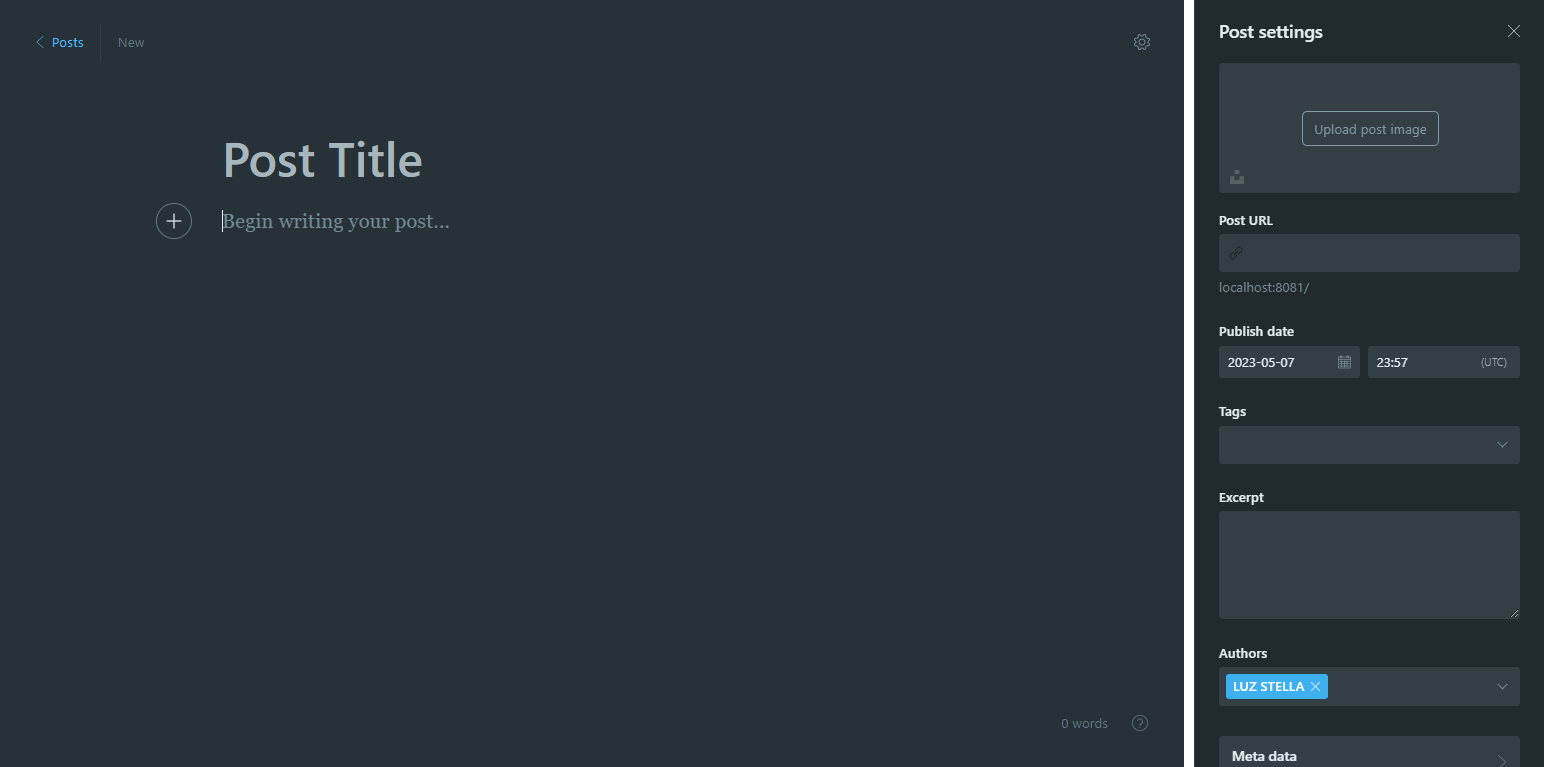 Posts
New
Post Title
Begin writing your post...
0 words
?
Post settings
Upload post image
Post URL
localhost:8081/
Publish date
2023-05-07
23:57 (UTC)
Tags
Excerpt
Authors
LUZ STELLA
Meta data